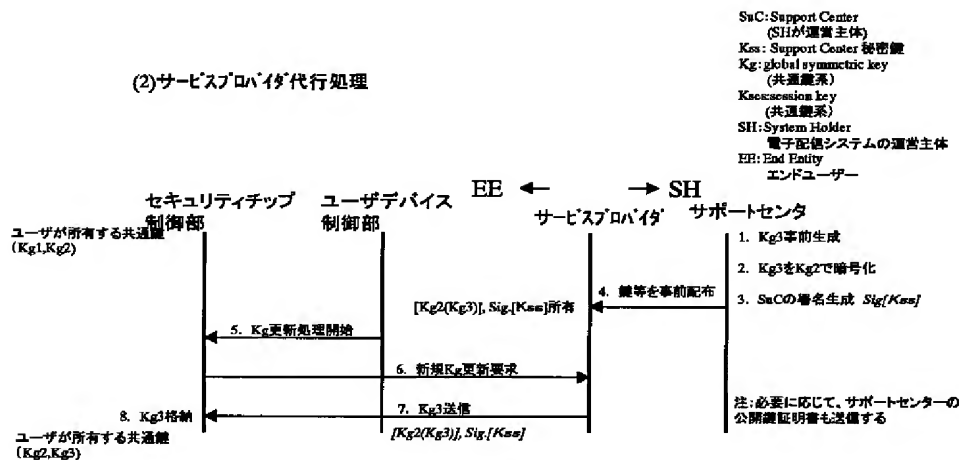 SuC:Support Center
(SHが運営主体)
Kss: Support Center 秘密鍵
Kg:global symmetric key
(共通鍵系)
Kses:session key
(共通鍵系)
SH:System Holder
電子配信システムの運営主体
EE:End Entity
エンドユーザー
(2)サービスプロバイダ代行処理
EE ← → SH
セキュリティチップ
制御部
ユーザデバイス
制御部
サービスプロバイダ
サポートセンタ
ユーザが所有する共通鍵
(Kg1,Kg2)
1. Kg3事前生成
2. Kg3をKg2で暗号化
3. SuCの署名生成 Sig[Kss]
4. 鍵等を事前配布
[Kg2(Kg3)], Sig.[Kss]所有
5. Kg更新処理開始
6. 新規Kg更新要求
7. Kg3送信
[Kg2(Kg3)], Sig.[Kss]
8. Kg3格納
ユーザが所有する共通鍵
(Kg2,Kg3)
注:必要に応じて、サポートセンターの
公開鍵証明書も送信する